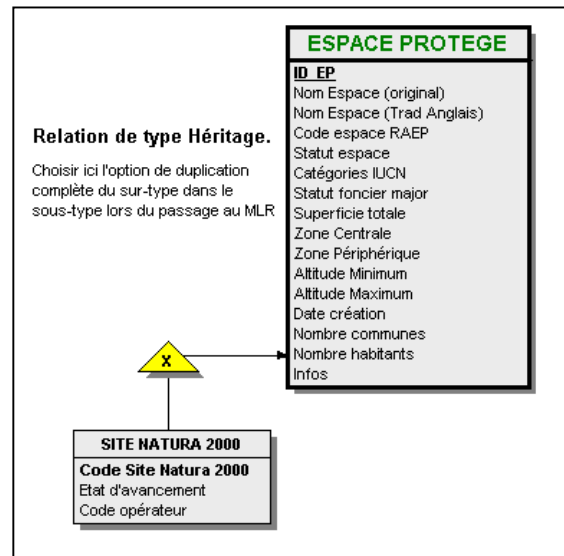 ESPACE PROTEGE
ID_EP
Nom Espace (original)
Nom Espace (Trad Anglais)
Code espace RAEP
Statut espace
Catégories IUCN
Statut foncier major
Superficie totale
Zone Centrale
Zone Périphérique
Altitude Minimum
Altitude Maximum
Date création
Nombre communes
Nombre habitants
Infos
Relation de type Héritage.
Choisir ici l'option de duplication
complète du sur-type dans le
sous-type lors du passage au MLR
X
SITE NATURA 2000
Code Site Natura 2000
Etat d'avancement
Code opérateur